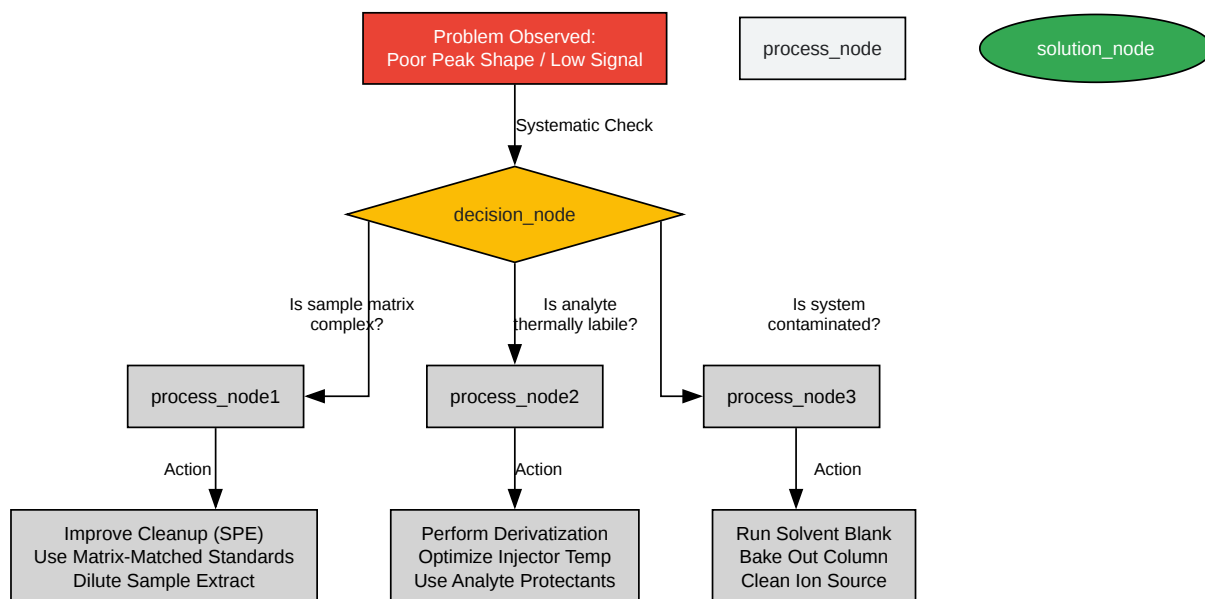 Problem Observed:
Poor Peak Shape / Low Signal
process_node
solution_node
Systematic Check
decision_node
Is sample matrix
complex?
Is analyte
thermally labile?
Is system
contaminated?
process_node1
process_node2
process_node3
Action
Action
Action
Improve Cleanup (SPE)
Use Matrix-Matched Standards
Dilute Sample Extract
Perform Derivatization
Optimize Injector Temp
Use Analyte Protectants
Run Solvent Blank
Bake Out Column
Clean Ion Source